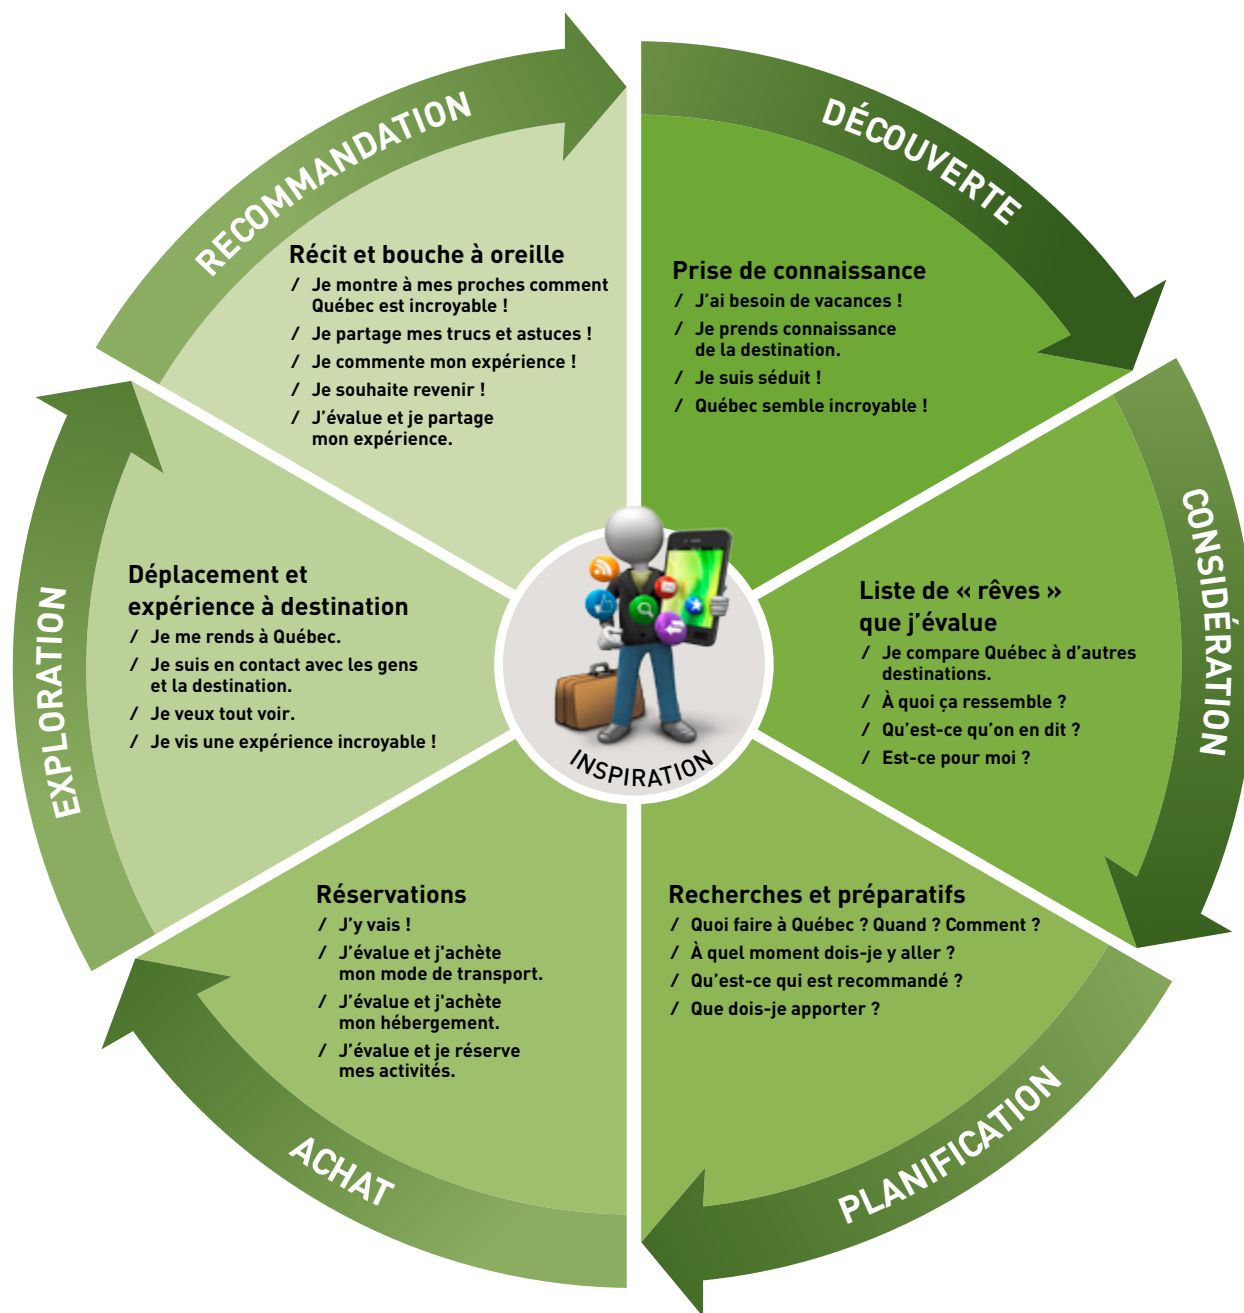 DÉCOUVERTE
Prise de connaissance
/ J’ai besoin de vacances !
/ Je prends connaissance
de la destination.
/ Je suis séduit !
/ Québec semble incroyable !
CONSIDÉRATION
Liste de « rêves »
que j’évalue
/ Je compare Québec à d’autres
destinations.
/ À quoi ça ressemble ?
/ Qu’est-ce qu’on en dit ?
/ Est-ce pour moi ?
PLANIFICATION
Recherches et préparatifs
/ Quoi faire à Québec ? Quand ? Comment ?
/ À quel moment dois-je y aller ?
/ Qu’est-ce qui est recommandé ?
/ Que dois-je apporter ?
ACHAT
Réservations
/ J’y vais !
/ J’évalue et j'achète
mon mode de transport.
/ J’évalue et j'achète
mon hébergement.
/ J’évalue et je réserve
mes activités.
EXPLORATION
Déplacement et
expérience à destination
/ Je me rends à Québec.
/ Je suis en contact avec les gens
et la destination.
/ Je veux tout voir.
/ Je vis une expérience incroyable !
RECOMMANDATION
Récit et bouche à oreille
/ Je montre à mes proches comment
Québec est incroyable !
/ Je partage mes trucs et astuces !
/ Je commente mon expérience !
/ Je souhaite revenir !
/ J’évalue et je partage
mon expérience.
INSPIRATION